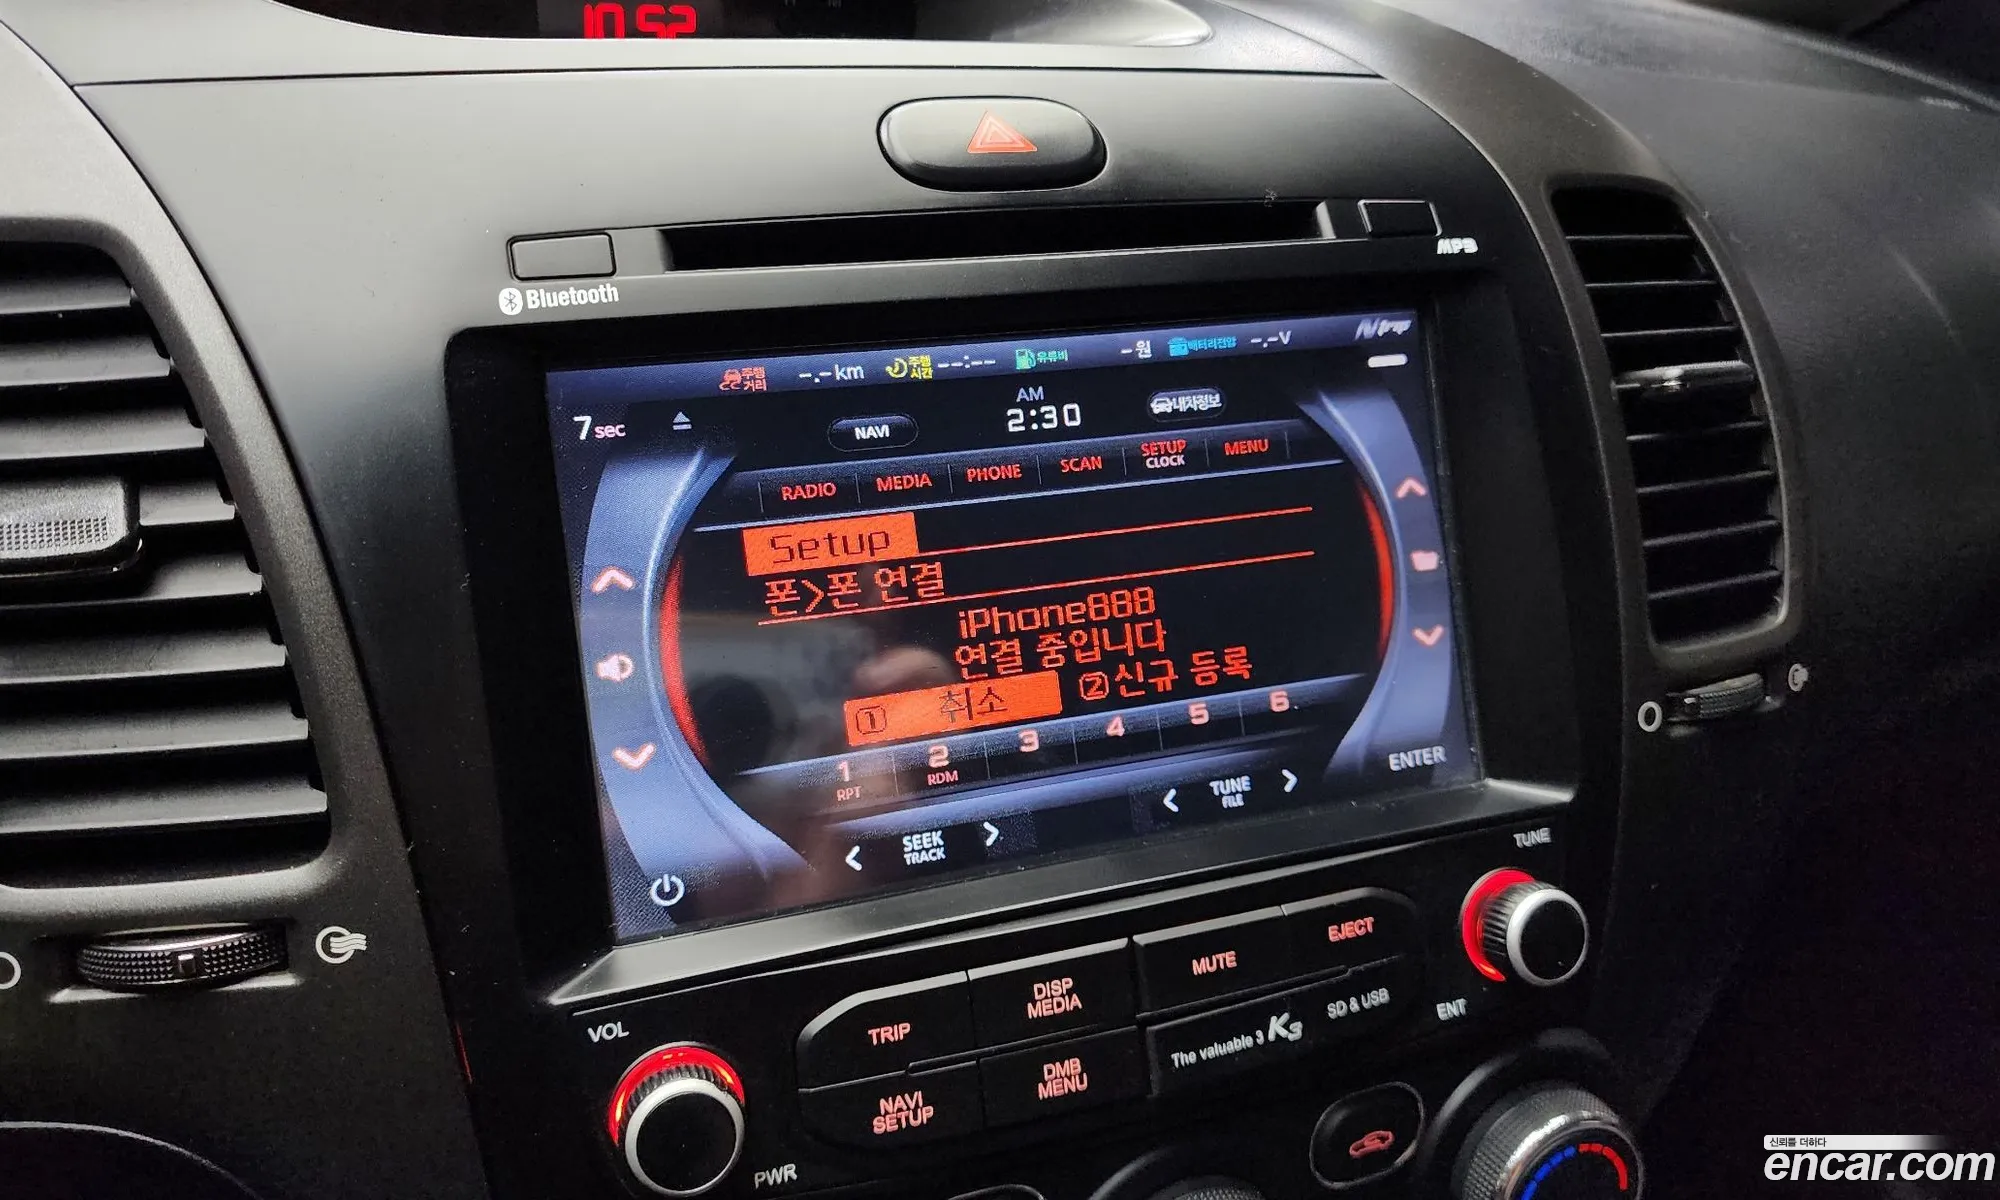 10:52
Bluetooth
MP3
주행
거리
-.-km
주행
시간
--:--
유류비
-원
배터리전압
-.-V
7 sec
NAVI
AM
2:30
내차정보
RADIO
MEDIA
PHONE
SCAN
SETUP
CLOCK
MENU
Setup
폰>폰 연결
iPhone888
연결 중입니다
① 취소
②신규 등록
1
RPT
2
RDM
3
4
5
6
ENTER
< SEEK >
TRACK
< TUNE >
FILE
TUNE
VOL
TRIP
DISP
MEDIA
MUTE
EJECT
NAVI
SETUP
DMB
MENU
The valuable 3 K3
SD & USB
ENT
PWR
신뢰를 더하다
encar.com